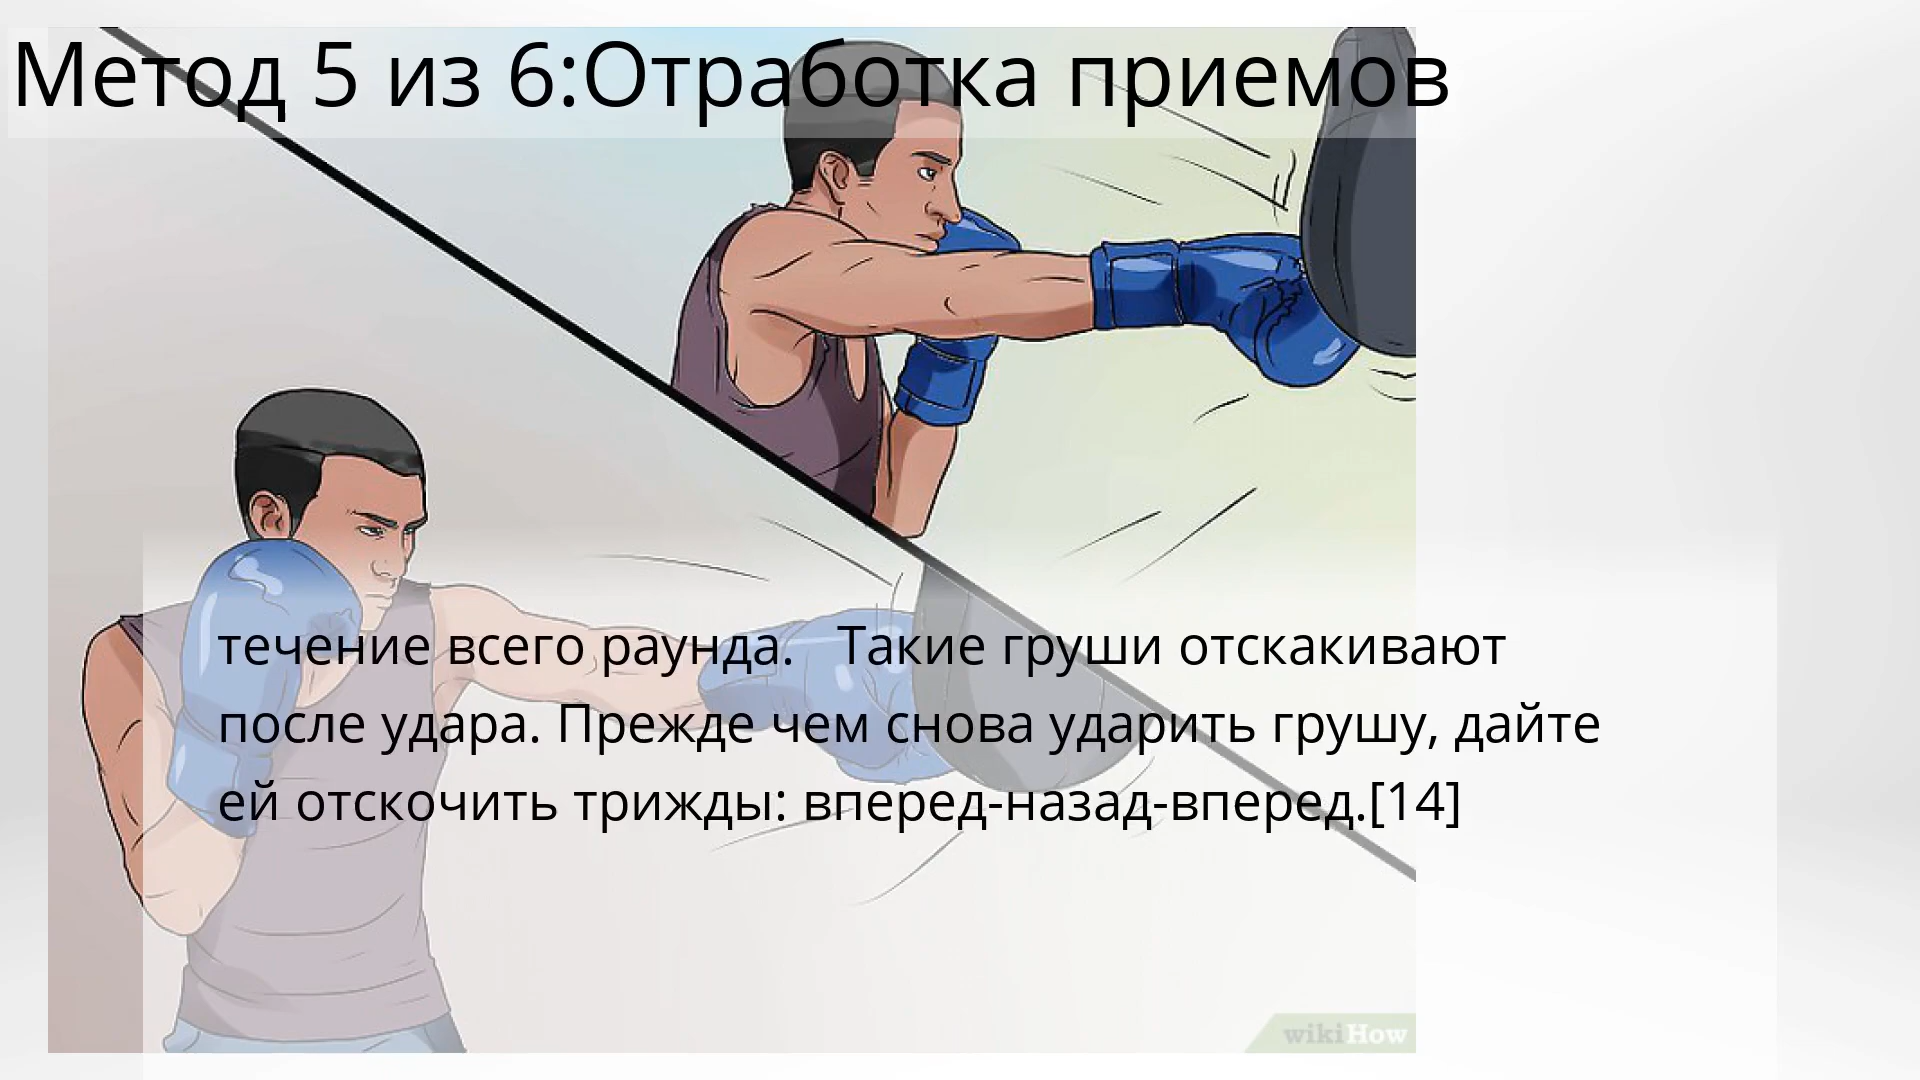 Метод 5 из 6:Отработка приемов
течение всего раунда. Такие груши отскакивают
после удара. Прежде чем снова ударить грушу, дайте
ей отскочить трижды: вперед-назад-вперед.[14]
wikiHow